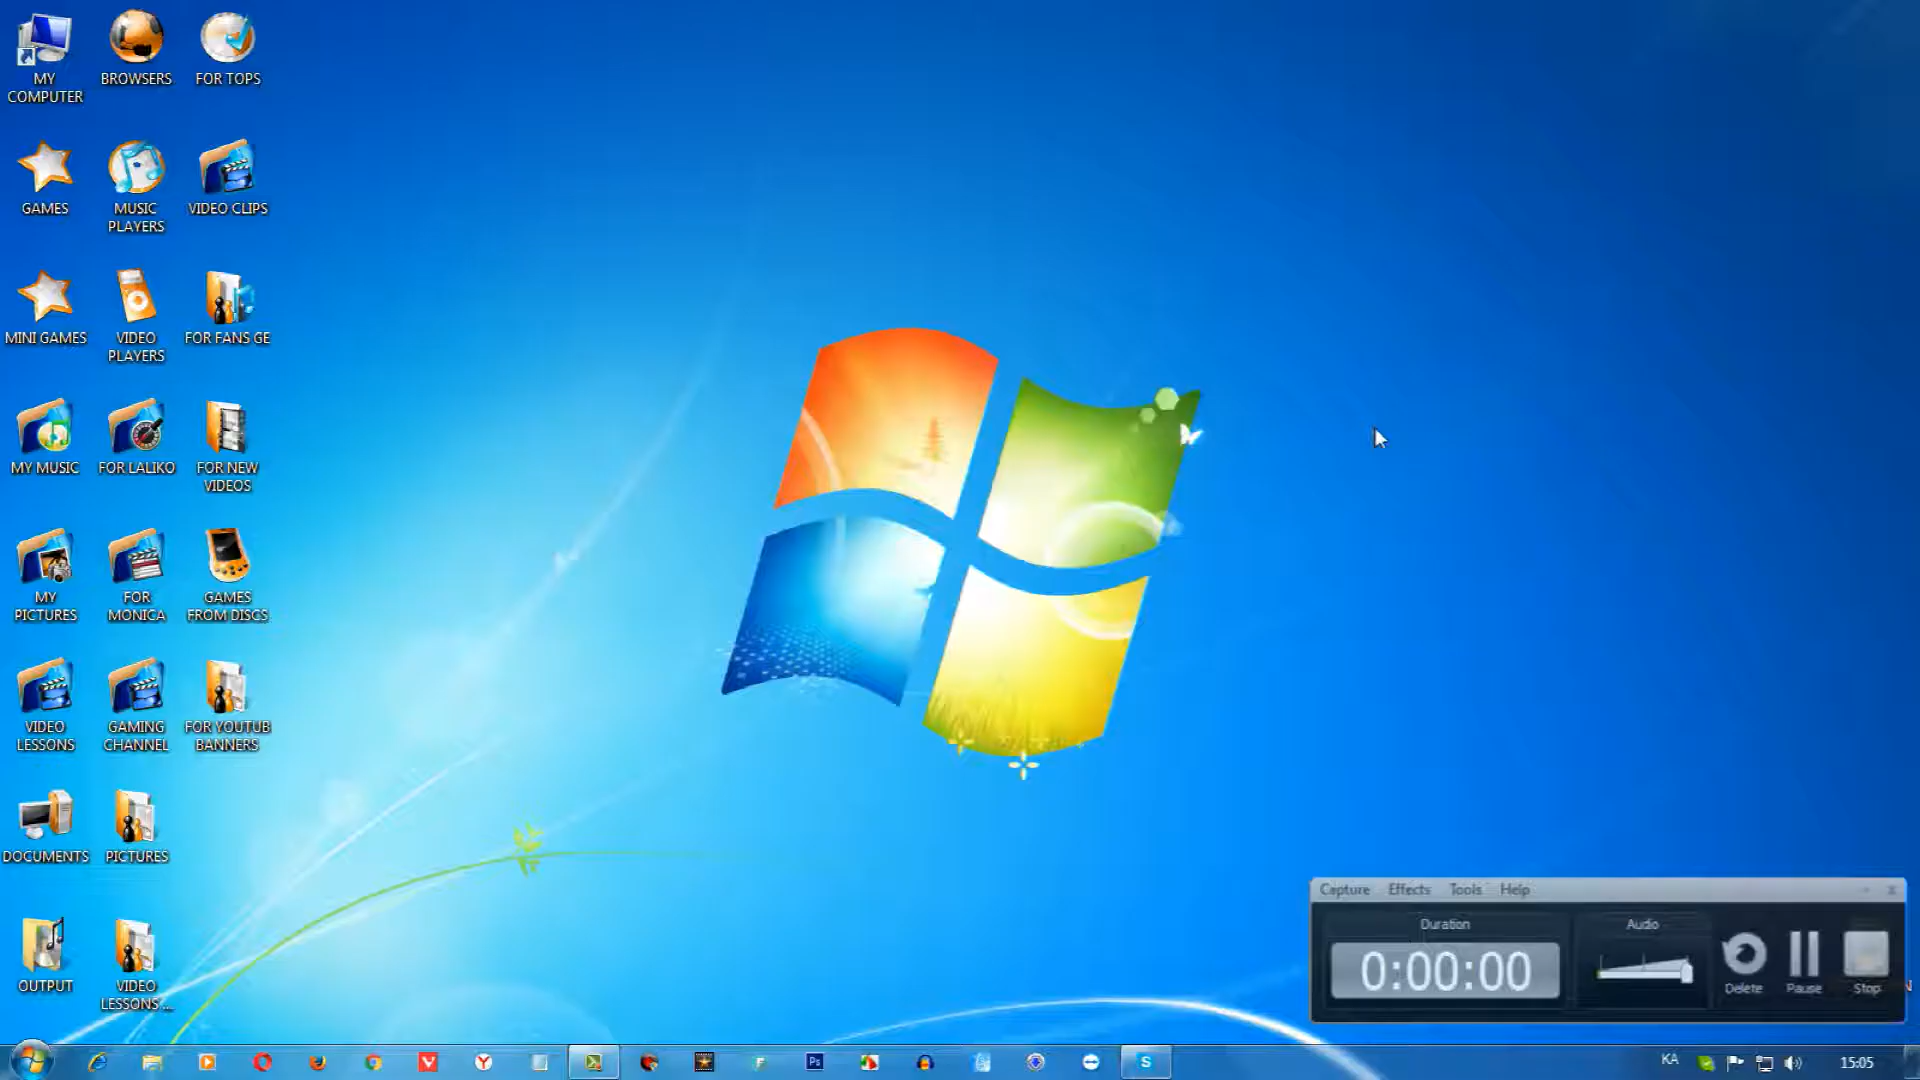 MY
COMPUTER
BROWSERS
FOR TOPS
GAMES
MUSIC
PLAYERS
VIDEO CLIPS
MINI GAMES
VIDEO
PLAYERS
FOR FANS GE
MY MUSIC
FOR LALIKO
FOR NEW
VIDEOS
MY
PICTURES
FOR
MONICA
GAMES
FROM DISCS
VIDEO
LESSONS
GAMING
CHANNEL
FOR YOUTUB
BANNERS
DOCUMENTS
PICTURES
OUTPUT
VIDEO
LESSONS ...
Capture Effects Tools Help
Duration
Audio
0:00:00
Delete Pause Stop
N
Ps
S
KA
15:05